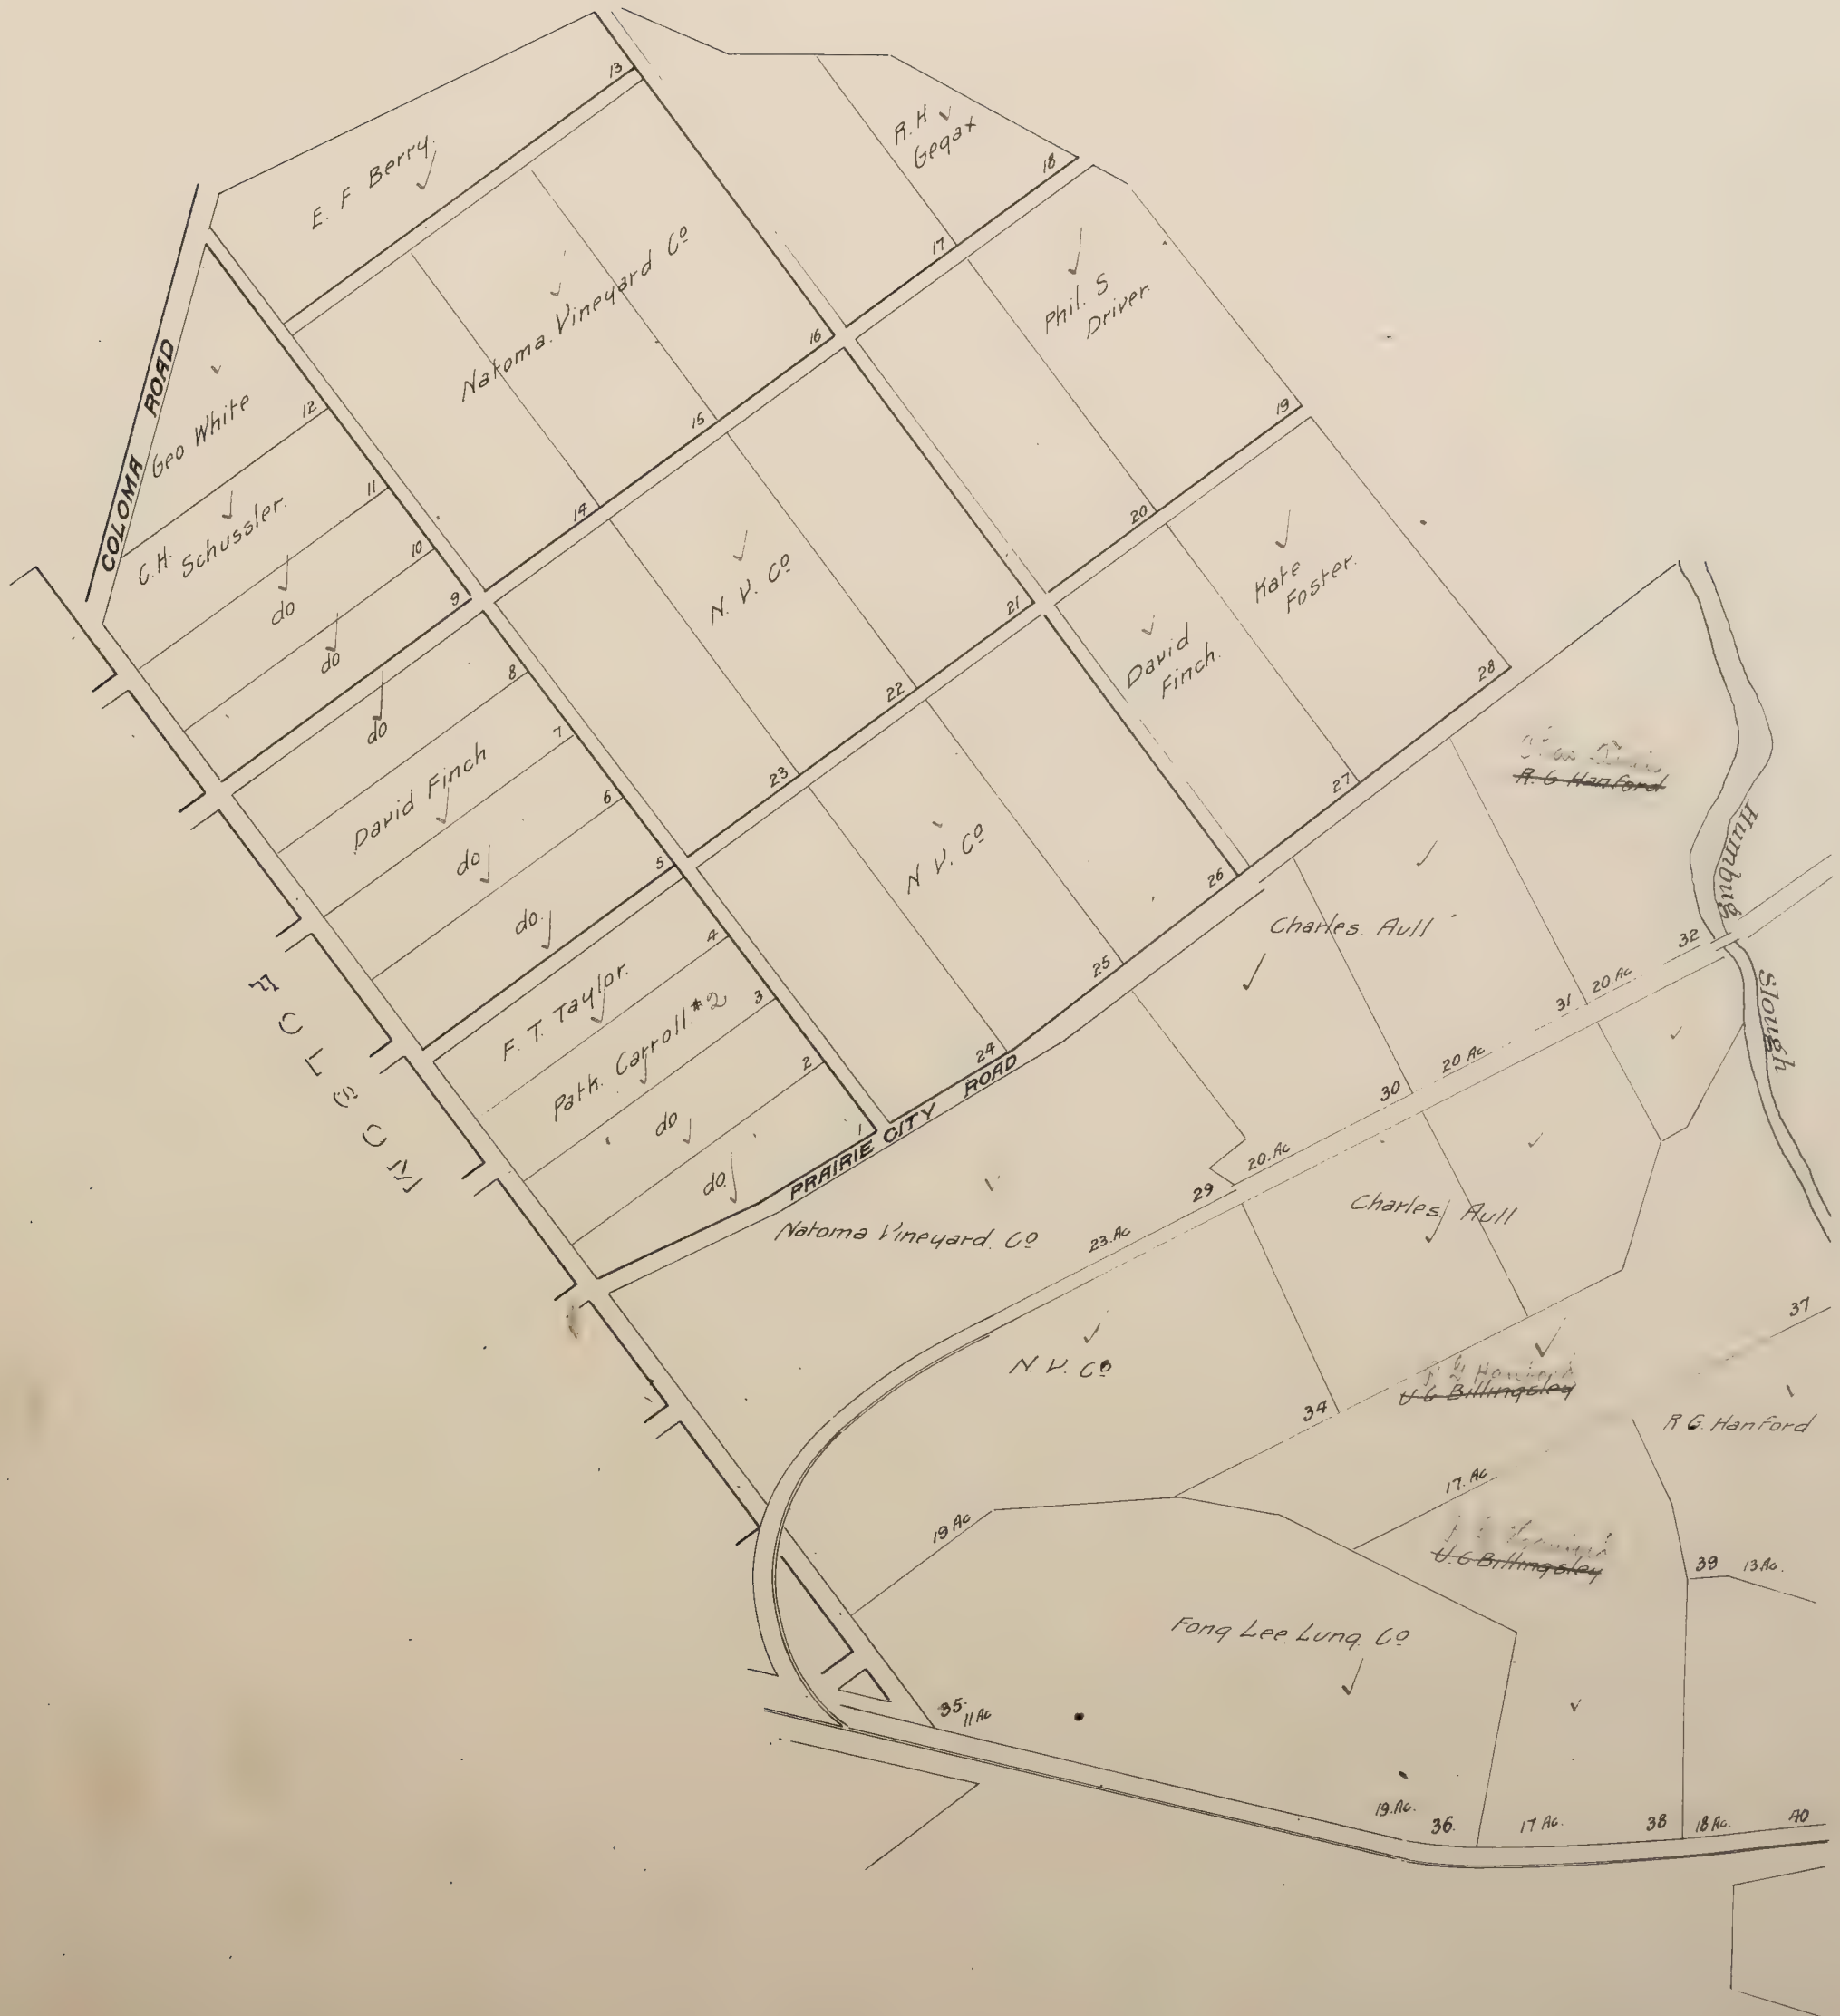 13
E. F Berry.
R. H
Gegax
18
17
COLOMA ROAD
Geo White
12
Natoma. Vineyard Co
16
15
14
Phil. S
Driver.
19
20
C.H. Schussler.
11
do
10
do
9
do
8
N. V. Co
21
22
23
David
Finch.
Kate
Foster.
28
27
David Finch
7
do
6
do.
5
N. V. Co
26
25
24
R. G Hanford
Humbug
Slough
Charles. Aull
32
20. Ac.
31
20 Ac
30
20. Ac
29
23. Ac
F. T. Taylor.
4
Patk. Carroll. #2
3
do
2
do.
1
PRAIRIE CITY ROAD
FOLSOM
Natoma Vineyard. Co
Charles Aull
37
N. V. Co
34
U G Billingsley
R G. Hanford
17. Ac
19 Ac
U. G Billingsley
39 13 Ac.
Fong Lee. Lung. Co
35. 11 Ac
19. Ac. 36. 17 Ac. 38 18 Ac. 40